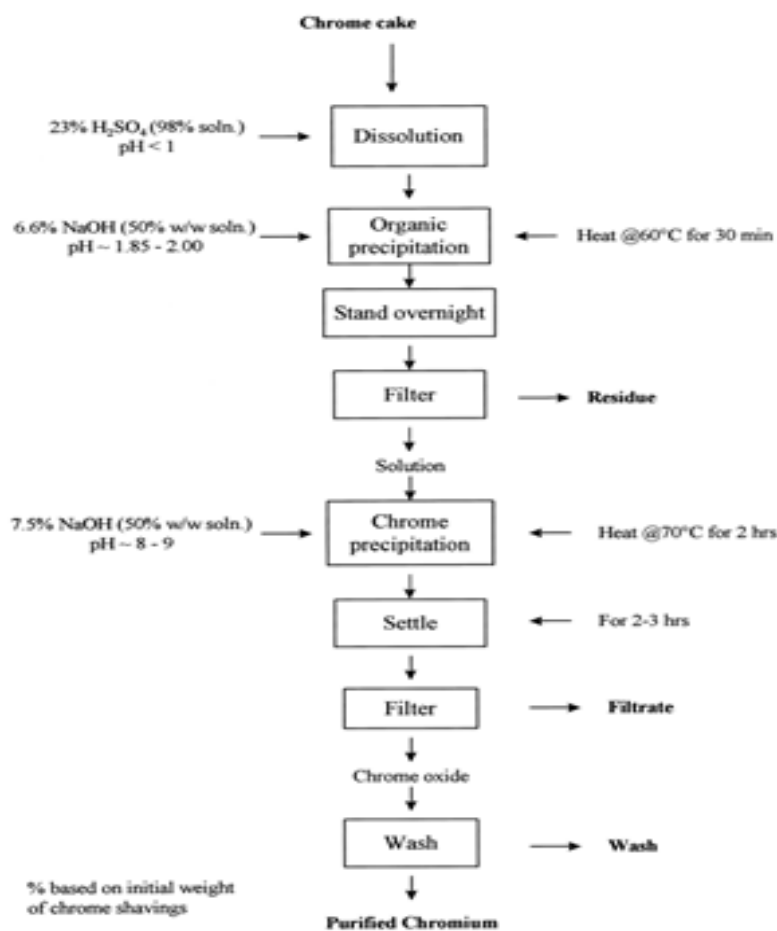 Chrome cake
23% H₂SO₄ (98% soln.)
pH < 1
Dissolution
6.6% NaOH (50% w/w soln.)
pH ~ 1.85 - 2.00
Organic
precipitation
Heat @60°C for 30 min
Stand overnight
Filter
Residue
Solution
7.5% NaOH (50% w/w soln.)
pH ~ 8 - 9
Chrome
precipitation
Heat @70°C for 2 hrs
Settle
For 2-3 hrs
Filter
Filtrate
Chrome oxide
Wash
Wash
% based on initial weight
of chrome shavings
Purified Chromium